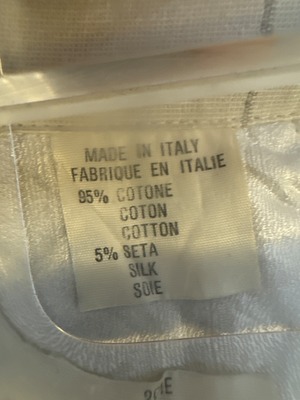 MADE IN ITALY
FABRIQUE EN ITALIE
95% COTONE
COTON
COTTON
5% SETA
SILK
SOIE